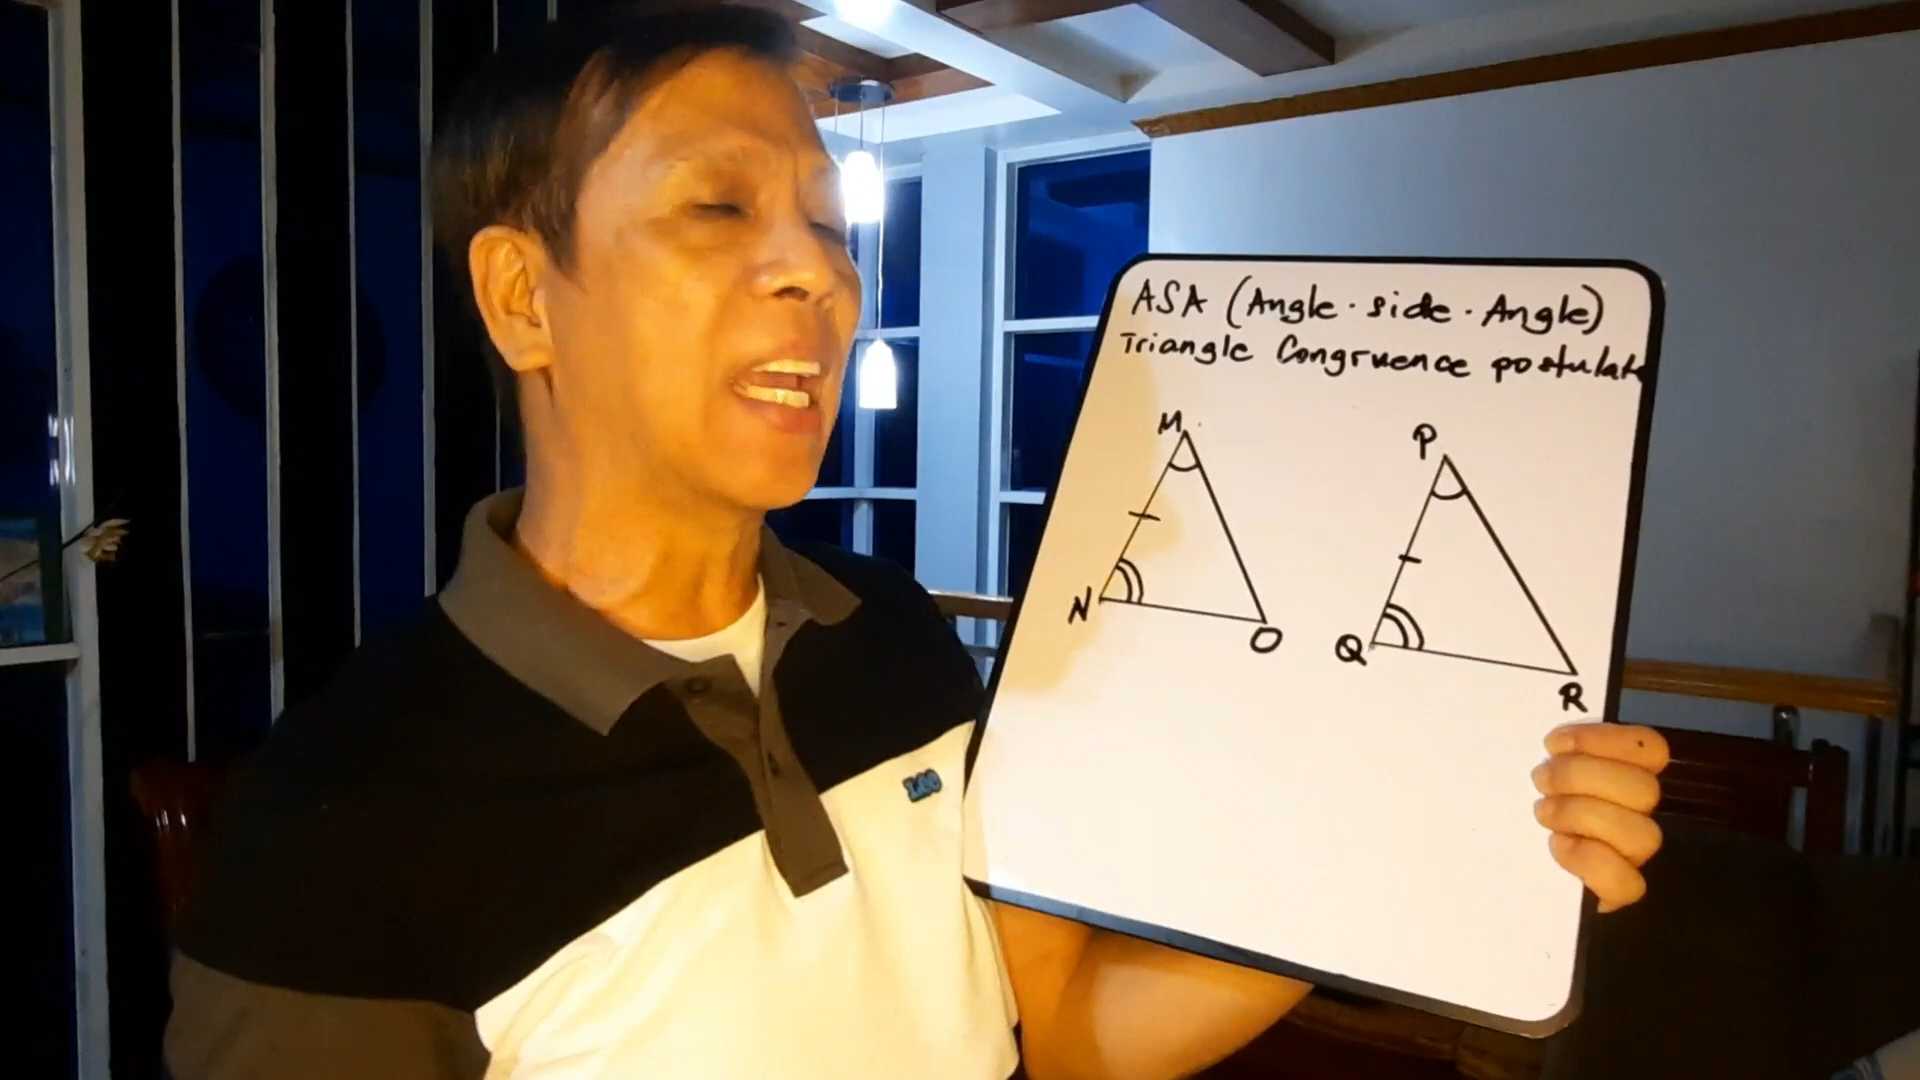 ASA (Angle · side · Angle)
Triangle Congruence postulate
M
P
N
O
Q
R